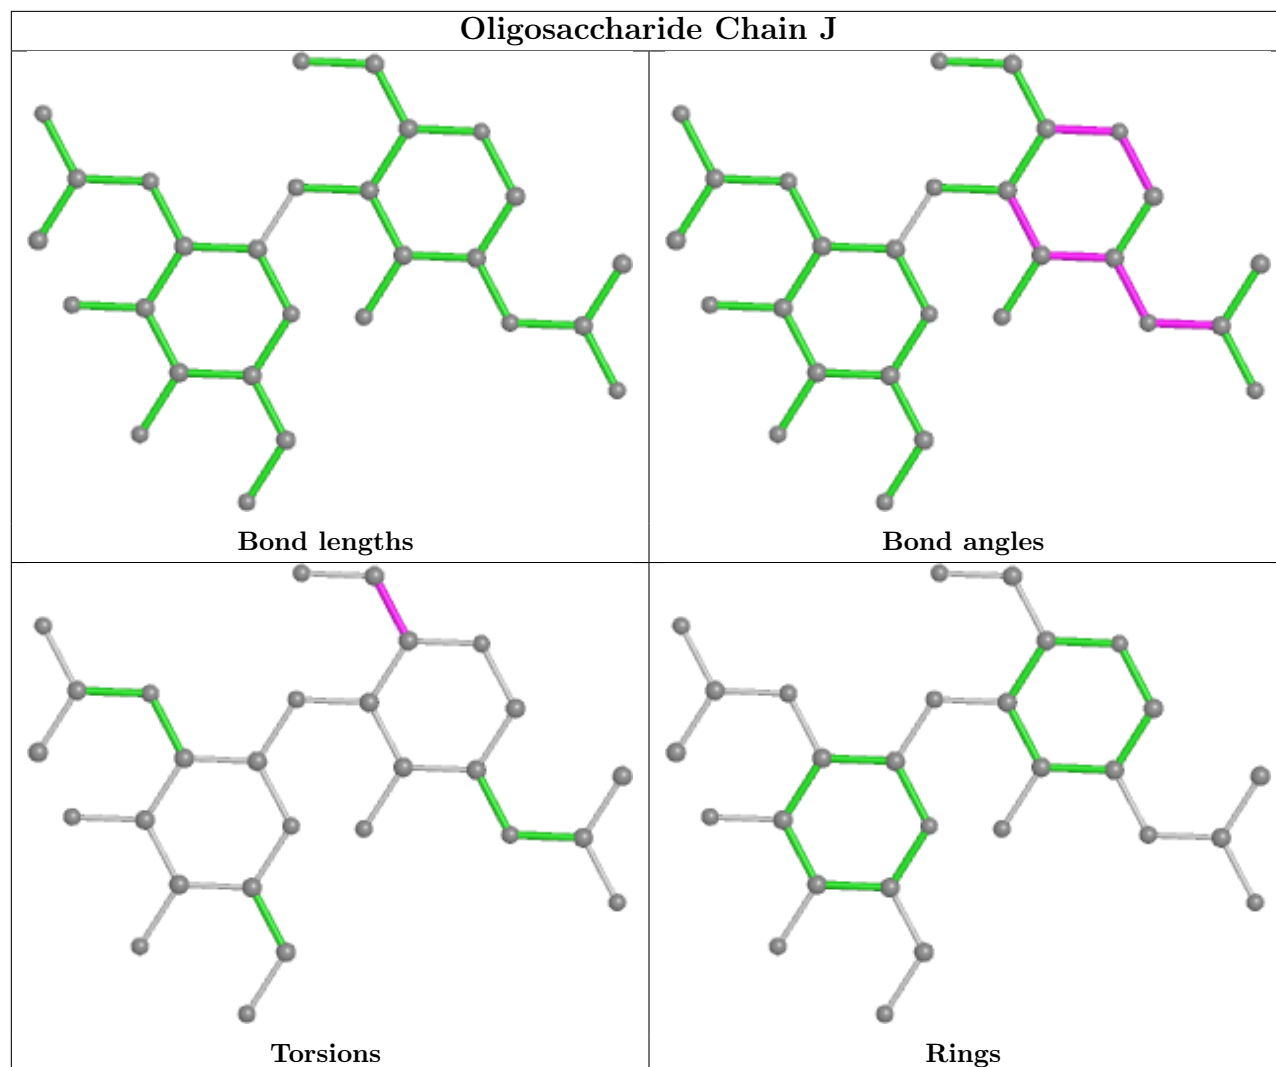 Oligosaccharide Chain J
Bond lengths
Bond angles
Torsions
Rings